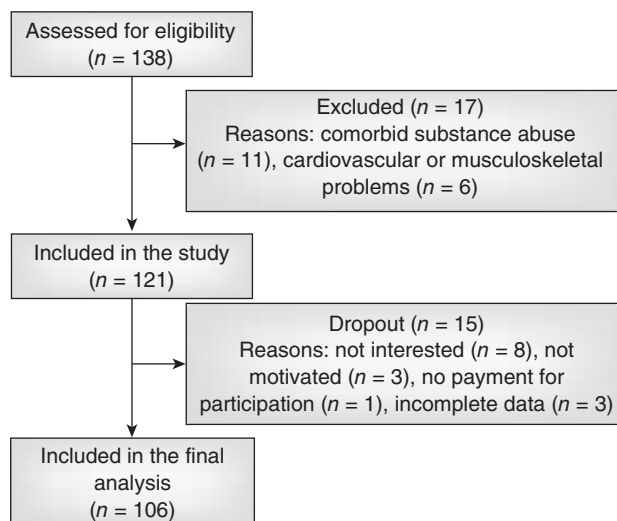 Assessed for eligibility
(n = 138)
Excluded (n = 17)
Reasons: comorbid substance abuse
(n = 11), cardiovascular or musculoskeletal
problems (n = 6)
Included in the study
(n = 121)
Dropout (n = 15)
Reasons: not interested (n = 8), not
motivated (n = 3), no payment for
participation (n = 1), incomplete data (n = 3)
Included in the final
analysis
(n = 106)